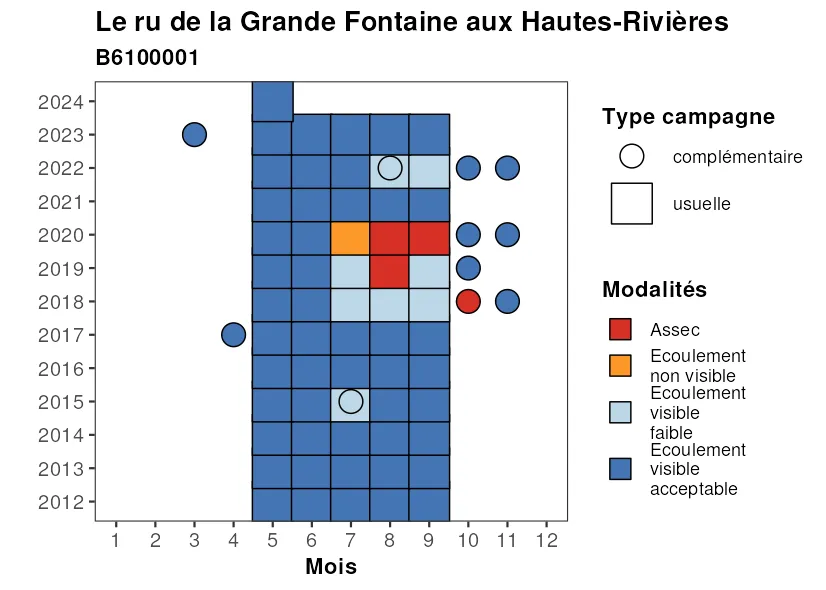 Le ru de la Grande Fontaine aux Hautes-Rivières
B6100001
2024
2023
2022
2021
2020
2019
2018
2017
2016
2015
2014
2013
2012
1 2 3 4 5 6 7 8 9 10 11 12
Mois
Type campagne
complémentaire
usuelle
Modalités
Assec
Ecoulement
non visible
Ecoulement
visible
faible
Ecoulement
visible
acceptable